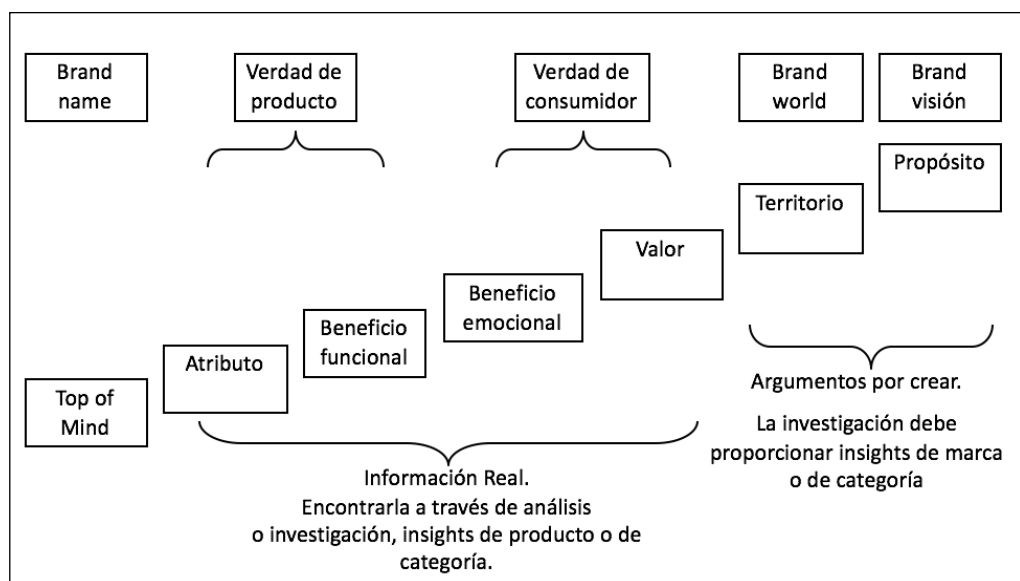 Brand
name
Verdad de
producto
Verdad de
consumidor
Brand
world
Brand
visión
Propósito
Territorio
Valor
Beneficio
emocional
Beneficio
funcional
Atributo
Top of
Mind
Argumentos por crear.
La investigación debe
proporcionar insights de marca
o de categoría
Información Real.
Encontrarla a través de análisis
o investigación, insights de producto o de
categoría.